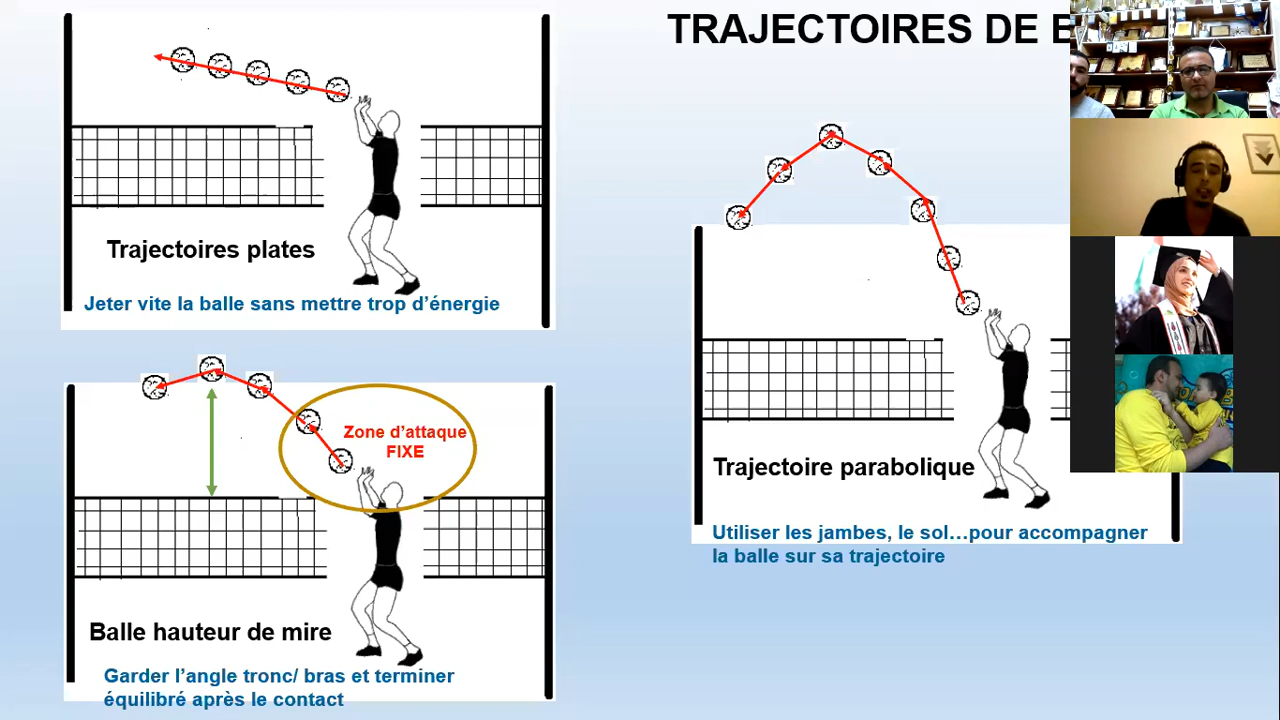 TRAJECTOIRES DE
Trajectoires plates
Jeter vite la balle sans mettre trop d’énergie
Zone d’attaque
FIXE
Balle hauteur de mire
Garder l’angle tronc/ bras et terminer
équilibré après le contact
Trajectoire parabolique
Utiliser les jambes, le sol…pour accompagner
la balle sur sa trajectoire